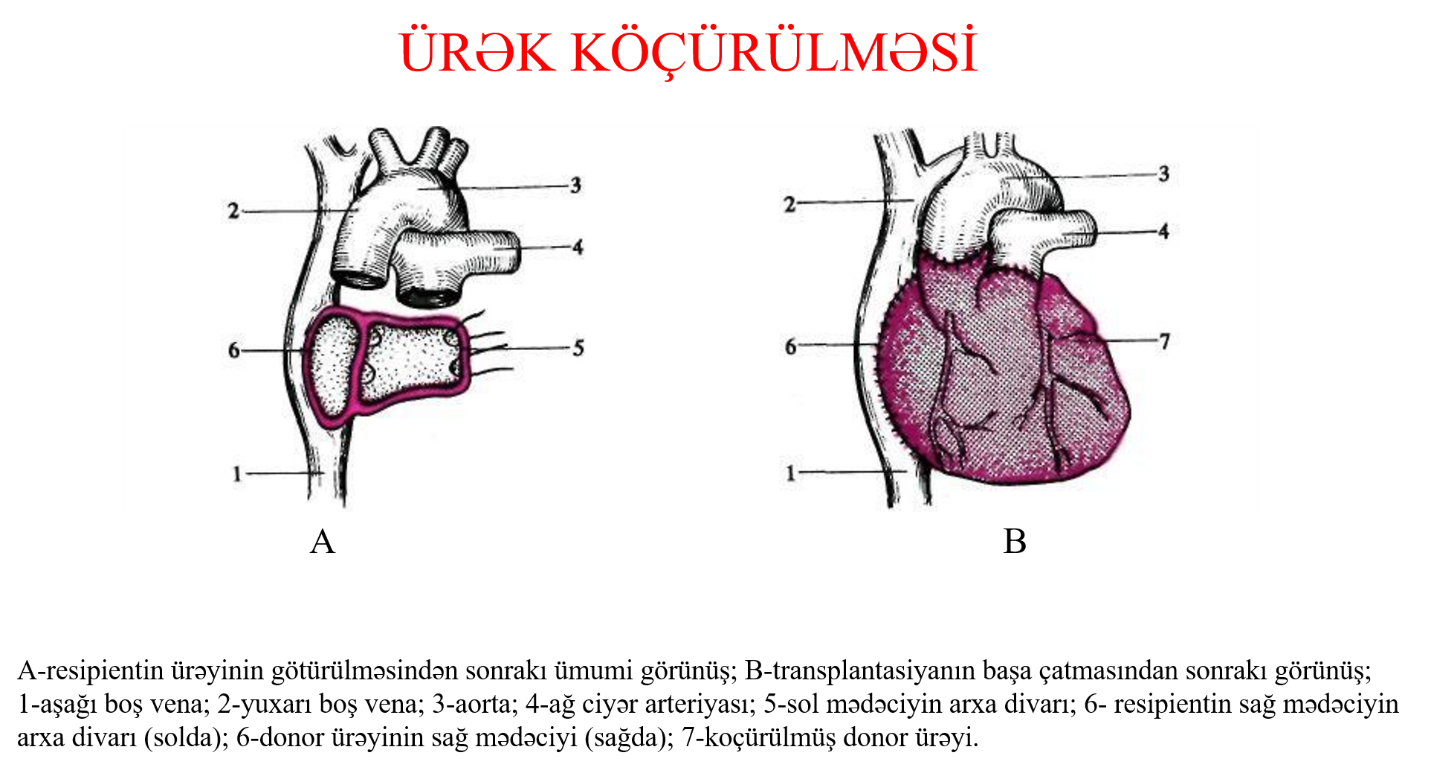 ÜRƏK KÖÇÜRÜLMƏSİ
2
3
4
6
5
1
A
2
3
4
6
7
1
B
A-resipientin ürəyinin götürülməsindən sonrakı ümumi görünüş; B-transplantasiyanın başa çatmasından sonrakı görünüş;
1-aşağı boş vena; 2-yuxarı boş vena; 3-aorta; 4-ağ ciyər arteriyası; 5-sol mədəciyin arxa divarı; 6- resipientin sağ mədəciyin
arxa divarı (solda); 6-donor ürəyinin sağ mədəciyi (sağda); 7-koçürülmüş donor ürəyi.